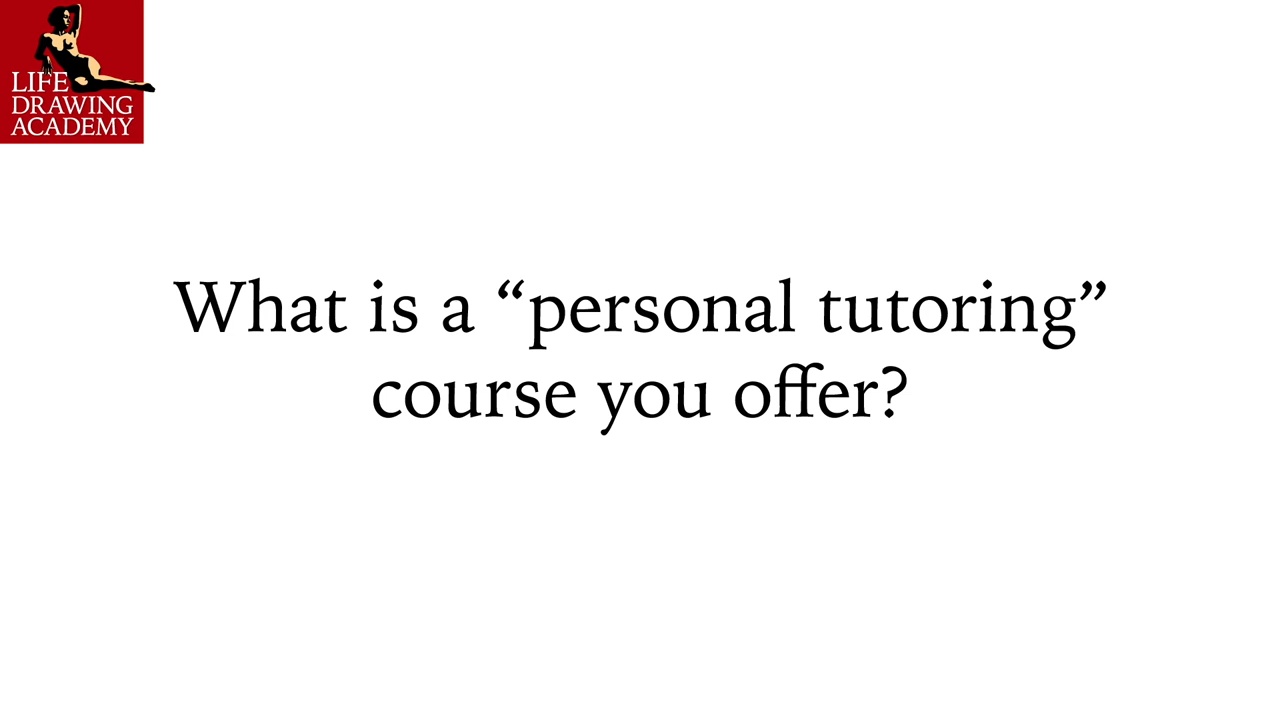 LIFE
DRAWING
ACADEMY
What is a “personal tutoring”
course you offer?